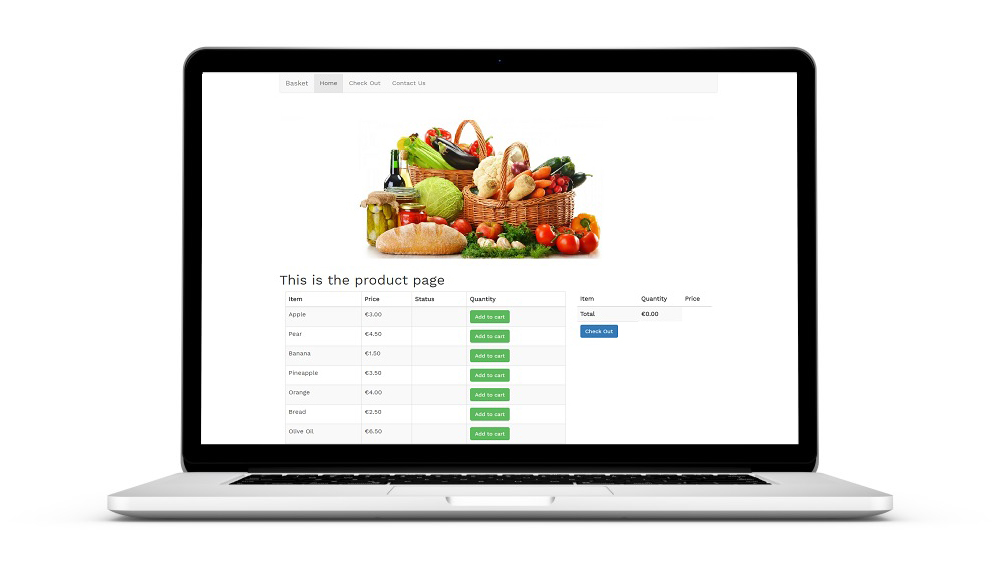 Basket Home Check Out Contact Us
This is the product page
Item Price Status Quantity
Apple €3.00 Add to cart
Pear €4.50 Add to cart
Banana €1.50 Add to cart
Pineapple €3.50 Add to cart
Orange €4.00 Add to cart
Bread €2.50 Add to cart
Olive Oil €6.50 Add to cart
Item Quantity Price
Total €0.00
Check Out